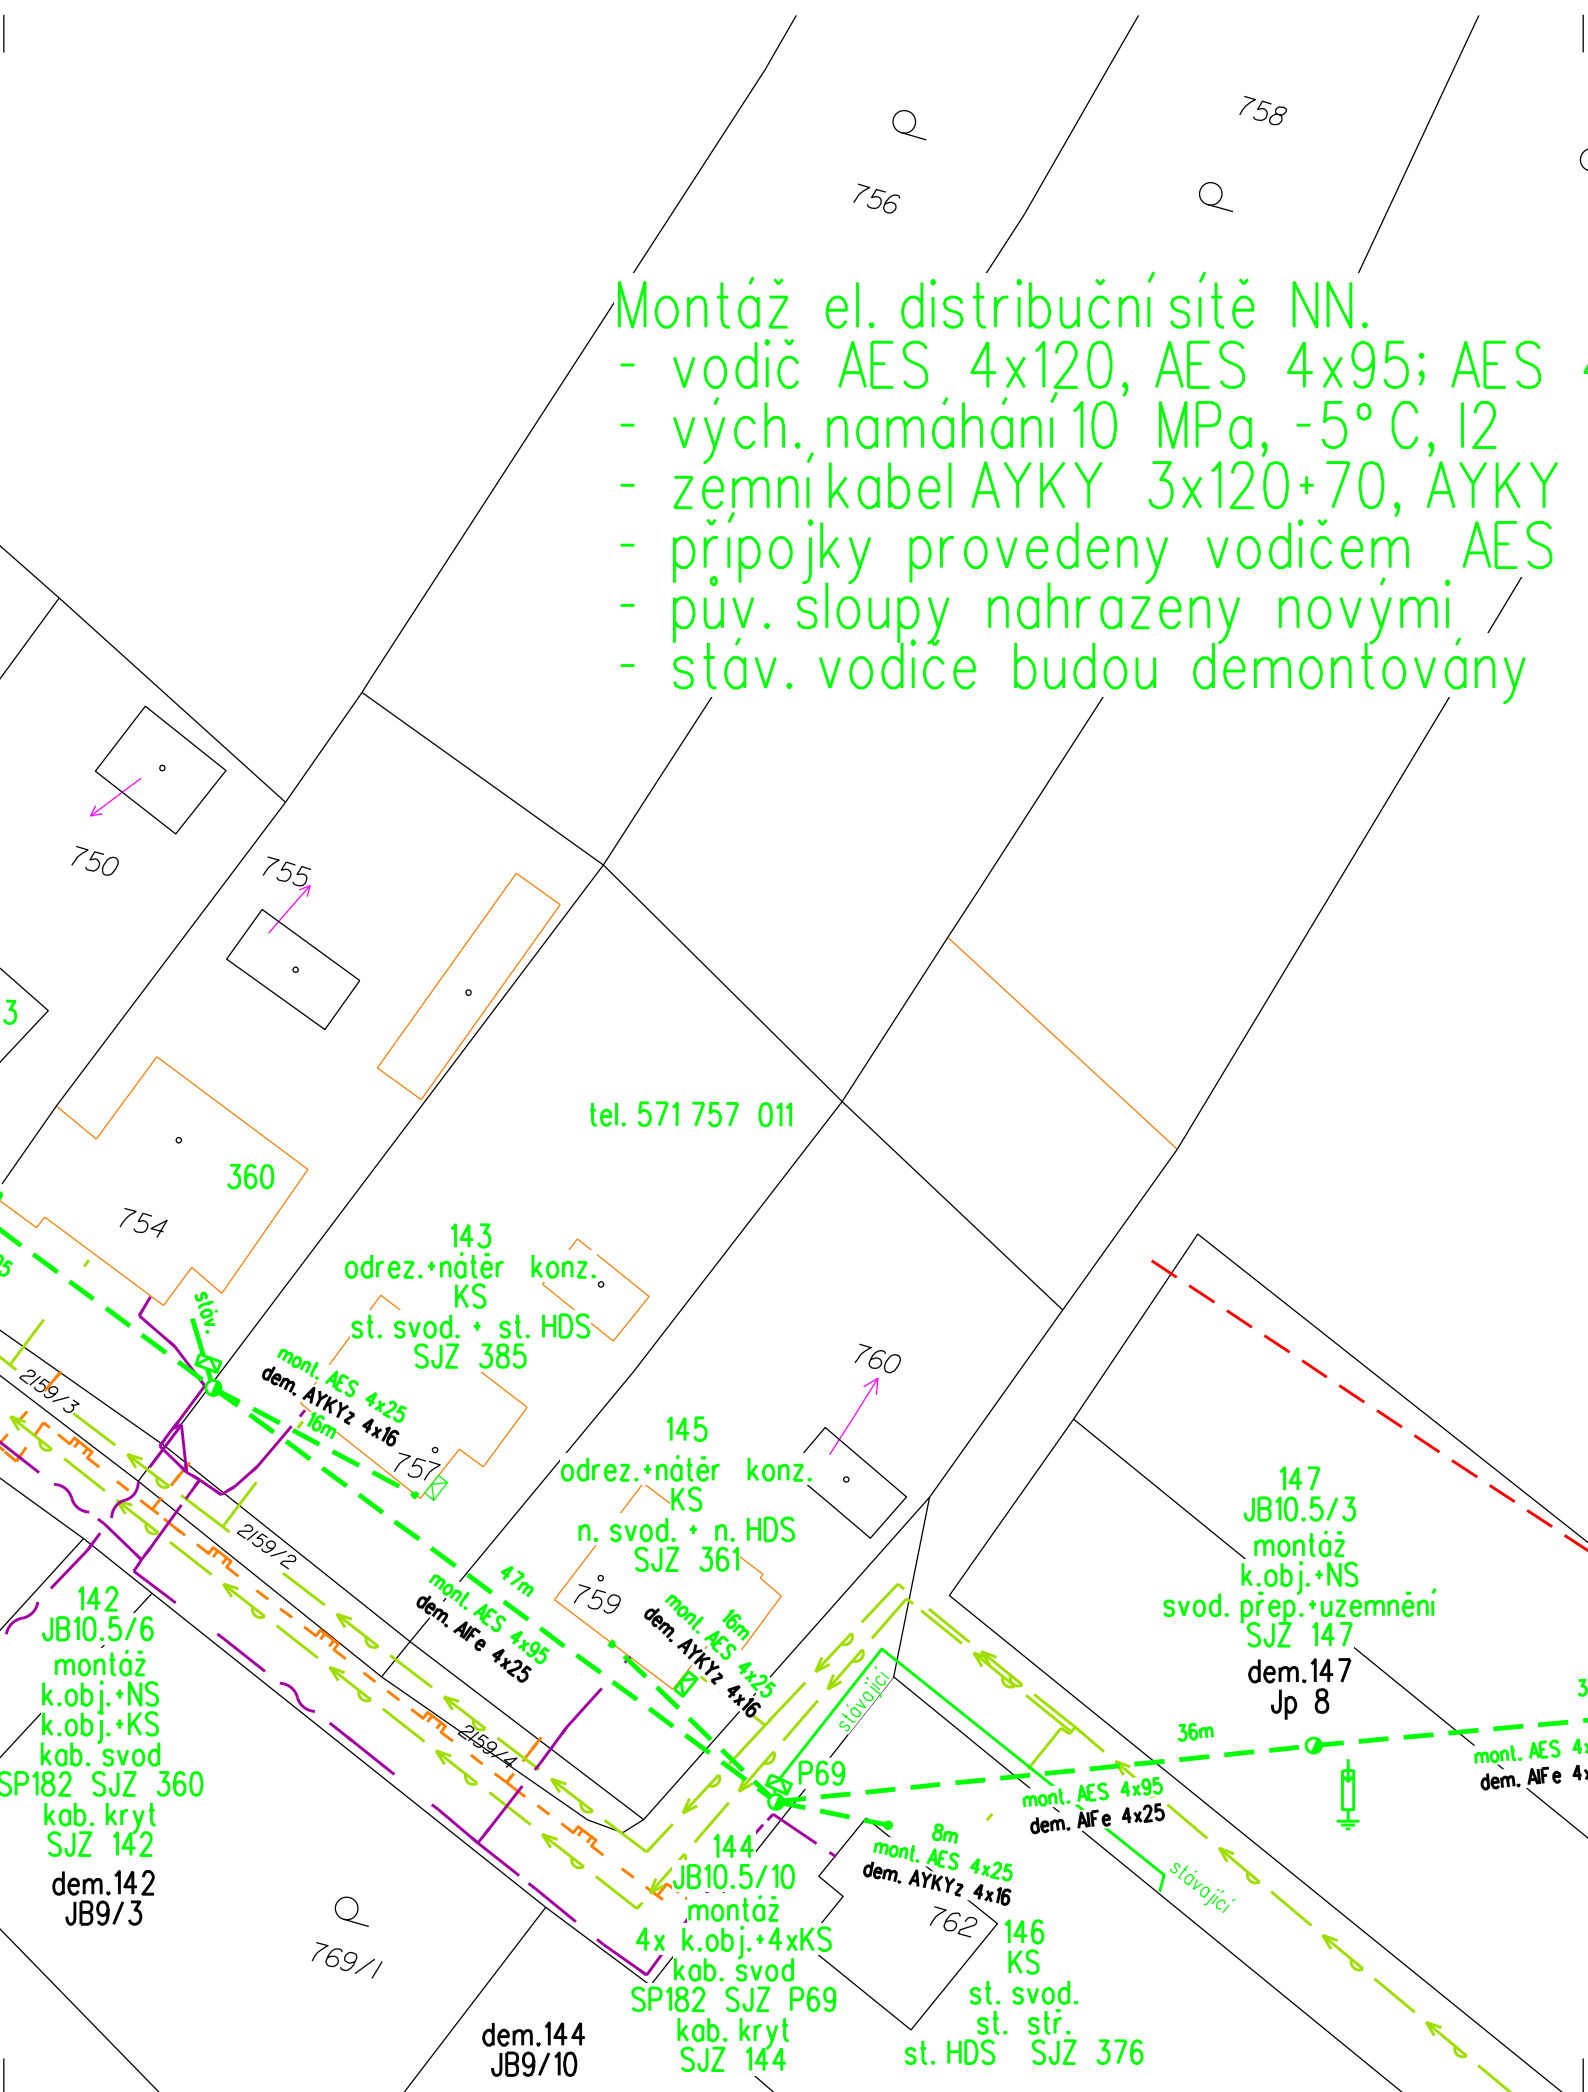 758
756
Montáž el. distribuční sítě NN.
- vodič AES 4x120, AES 4x95; AES
- vých. namáhání 10 MPa, -5°C, I2
- zemní kabel AYKY 3x120+70, AYKY
- přípojky provedeny vodičem AES
- pův. sloupy nahrazeny novými
- stáv. vodiče budou demontovány
750
755
3
tel. 571 757 011
360
754
143
odrez.+nátěr konz.
KS
st. svod. + st. HDS
SJZ 385
stáv.
mont. AES 4x25
dem. AYKYz 4x16
16m
757
760
2159/3
145
odrez.+nátěr konz.
KS
n. svod. + n. HDS
SJZ 361
759
2159/2
47m
mont. AES 4x95
dem. AlFe 4x25
16m
mont. AES 4x25
dem. AYKYz 4x16
147
JB10.5/3
montáž
k.obj.+NS
svod. přep.+uzemnění
SJZ 147
dem.147
Jp 8
142
JB10.5/6
montáž
k.obj.+NS
k.obj.+KS
kab. svod
SP182 SJZ 360
kab. kryt
SJZ 142
dem.142
JB9/3
stávající
2159/4
P69
36m
mont. AES 4x95
dem. AlFe 4x25
mont. AES 4x
dem. AlFe 4x
8m
mont. AES 4x25
dem. AYKYz 4x16
stávající
144
JB10.5/10
montáž
4x k.obj.+4xKS
kab. svod
SP182 SJZ P69
kab. kryt
SJZ 144
762
146
KS
st. svod.
st. stř.
st. HDS SJZ 376
769/1
dem.144
JB9/10